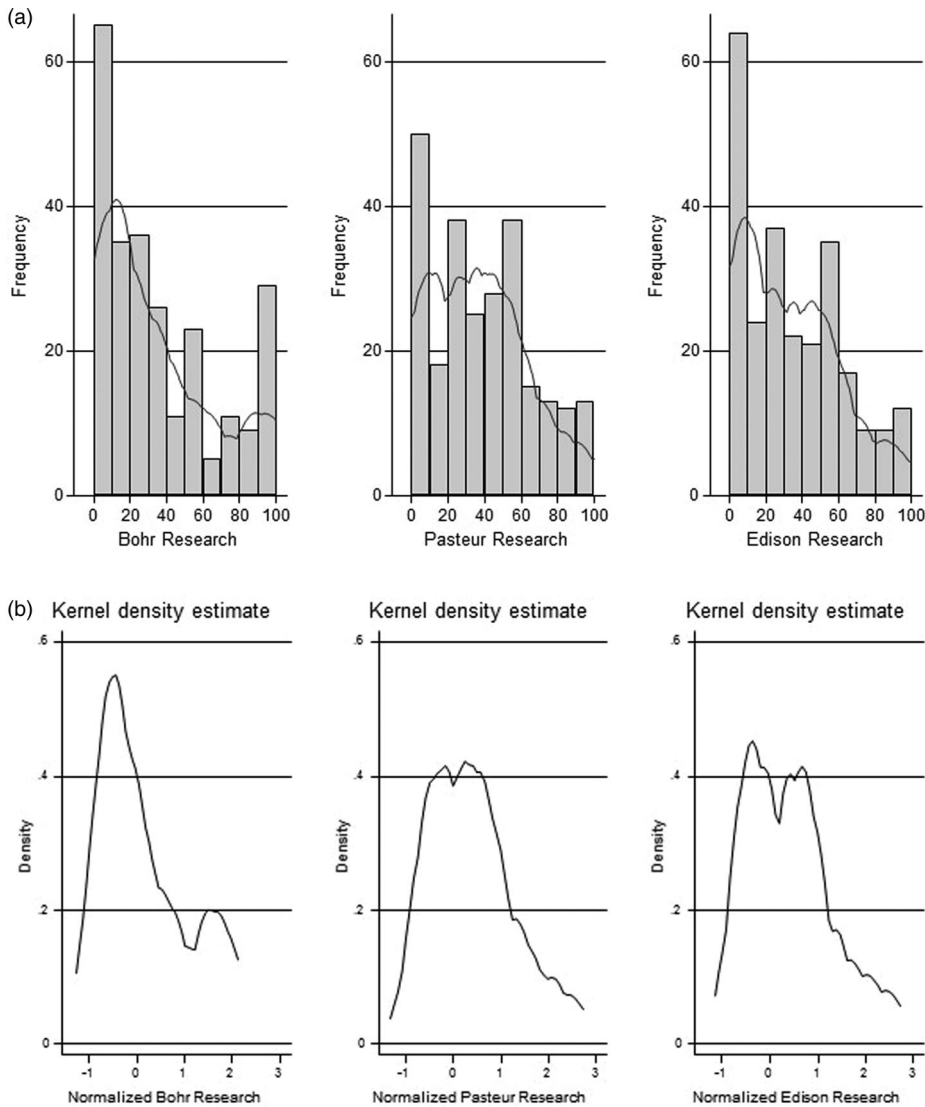 (a)
60
40
20
0
Frequency
0 20 40 60 80 100
Bohr Research
60
40
20
0
Frequency
0 20 40 60 80 100
Pasteur Research
60
40
20
0
Frequency
0 20 40 60 80 100
Edison Research
(b)
Kernel density estimate
.6
.4
.2
0
Density
-1 0 1 2 3
Normalized Bohr Research
Kernel density estimate
.6
.4
.2
0
Density
-1 0 1 2 3
Normalized Pasteur Research
Kernel density estimate
.6
.4
.2
0
Density
-1 0 1 2 3
Normalized Edison Research